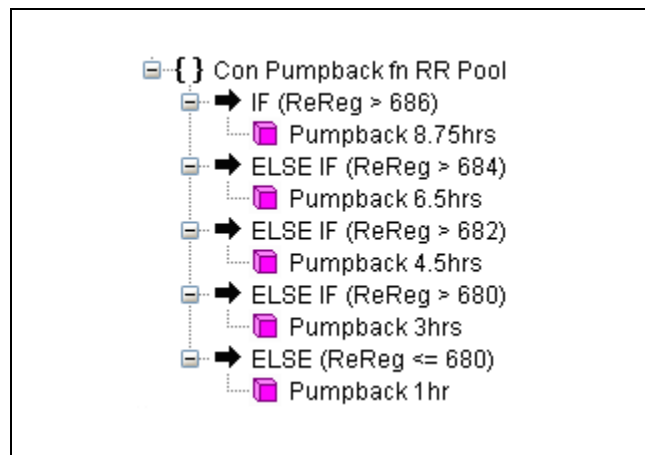 { } Con Pumpback fn RR Pool
IF (ReReg > 686)
Pumpback 8.75hrs
ELSE IF (ReReg > 684)
Pumpback 6.5hrs
ELSE IF (ReReg > 682)
Pumpback 4.5hrs
ELSE IF (ReReg > 680)
Pumpback 3hrs
ELSE (ReReg <= 680)
Pumpback 1hr